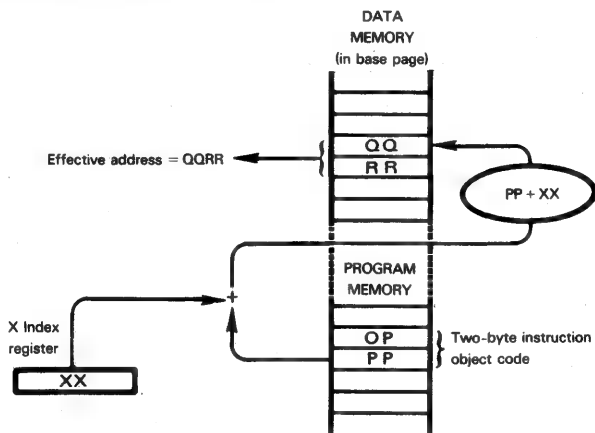 DATA
MEMORY
(in base page)
QQ
Effective address = QQRR
RR
PP + XX
PROGRAM
MEMORY
+
X Index
register
OP
Two-byte instruction
PP
object code
XX